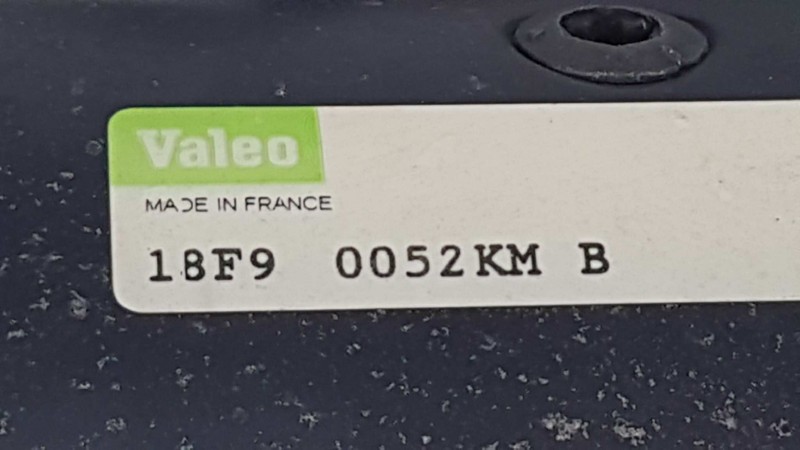 Valeo
MADE IN FRANCE
18F9 0052KM B